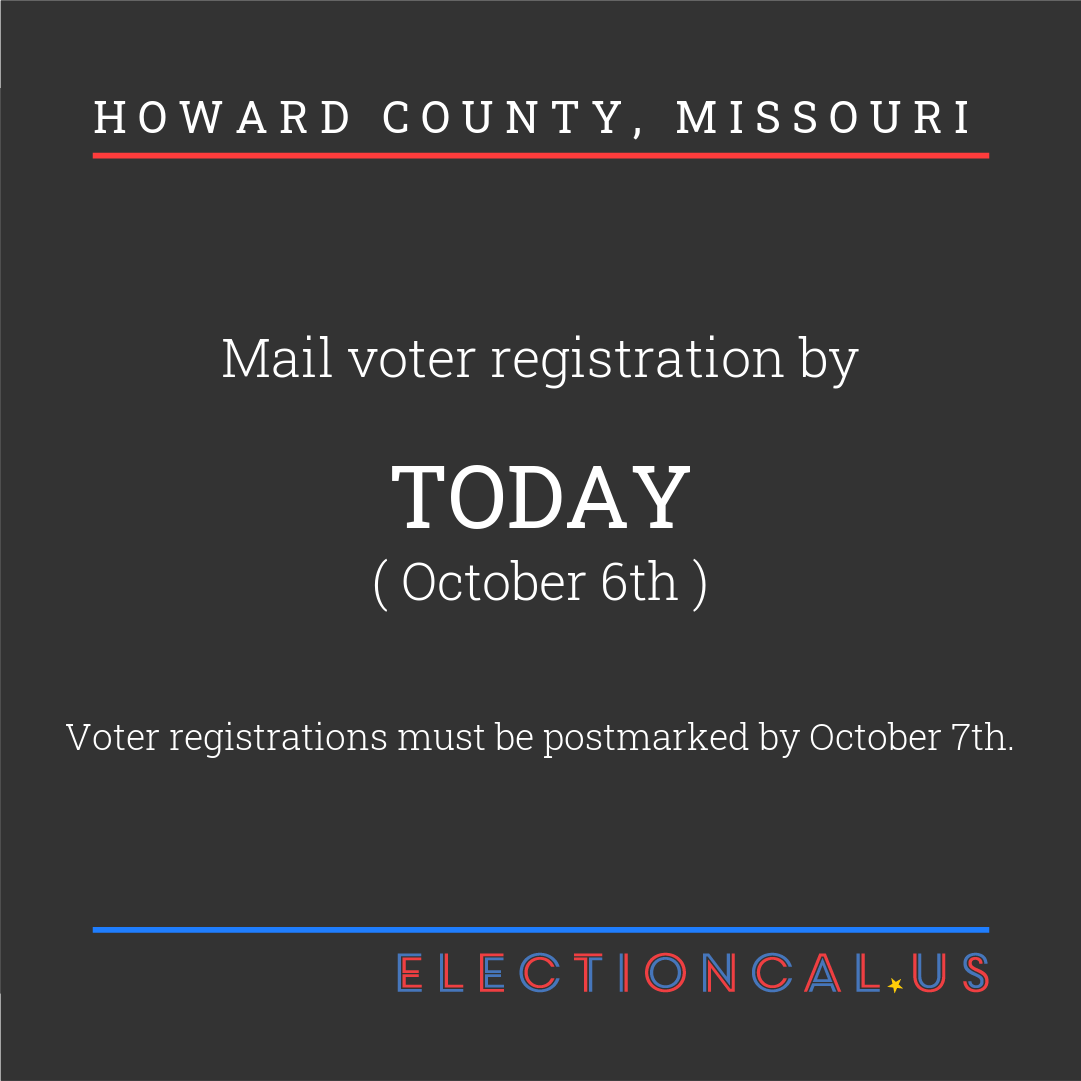 HOWARD COUNTY, MISSOURI
Mail voter registration by
TODAY
( October 6th )
Voter registrations must be postmarked by October 7th.
ELECTIONCAL.US